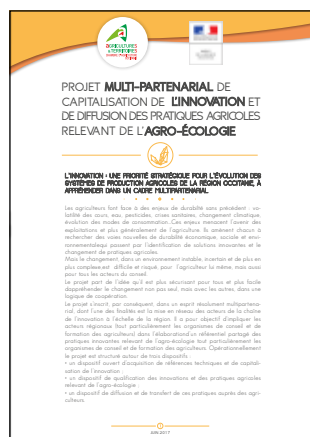 AGRICULTURES
& TERRITOIRES
PROJET MULTI-PARTENARIAL DE
CAPITALISATION DE L'INNOVATION ET
DE DIFFUSION DES PRATIQUES AGRICOLES
RELEVANT DE L'AGRO-ÉCOLOGIE
L'INNOVATION : UNE PRIORITÉ STRATÉGIQUE POUR L'ÉVOLUTION DES
SYSTÈMES DE PRODUCTION AGRICOLES DE LA RÉGION OCCITANIE, À
APPRÉHENDER DANS UN CADRE MULTIPARTENARIAL
Les agriculteurs font face à des enjeux de durabilité sans précédent : vo-
latilité des cours, eau, pesticides, crises sanitaires, changement climatique,
évolution des modes de consommation...Ces enjeux menacent l'avenir des
exploitations et plus généralement de l'agriculture. Ils amènent chacun à
rechercher des voies nouvelles de durabilité économique, sociale et envi-
ronnementalequi passent par l'identification de solutions innovantes et le
changement de pratiques agricoles.
Mais le changement ,dans un environnement instable, incertain et de plus en
plus complexe,est difficile et risqué pour l'agriculteur lui même, mais aussi
pour tous les acteurs du conseil.
Le projet part de l'idée qu'il est plus sécurisant pour tous et plus facile
d'appréhender le changement non pas seul, mais avec les autres, dans une
logique de coopération.
Le projet s'inscrit, par conséquent, dans un esprit résolument multipartena-
rial, dont l'une des finalités est la mise en réseau des acteurs de la chaîne
de l'innovation à l'échelle de la région. Il a pour objectif d'impliquer les
acteurs régionaux (tout particulièrement les organismes de conseil et de
formation des agriculteurs) dans l'élaborationd'un référentiel partagé des
pratiques innovantes relevant de l'agro-écologie tout particulièrement les
organismes de conseil et de formation des agriculteurs. Opérationnellement
le projet est structuré autour de trois dispositifs :
• un dispositif ouvert d'acquisition de références techniques et de capitali-
sation de l'innovation ;
• un dispositif de qualification des innovations et des pratiques agricoles
relevant de l'agro-écologie ;
• un dispositif de diffusion et de transfert de ces pratiques auprès des agri-
culteurs.
JUIN 2017